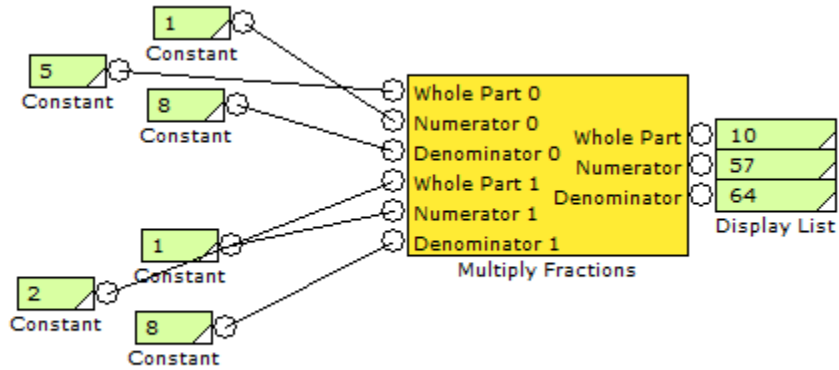 1
Constant
5
Constant
8
Constant
Whole Part 0
Numerator 0
Denominator 0
Whole Part 1
Numerator 1
Denominator 1
Whole Part
Numerator
Denominator
Multiply Fractions
10
57
64
Display List
1
Constant
2
Constant
8
Constant